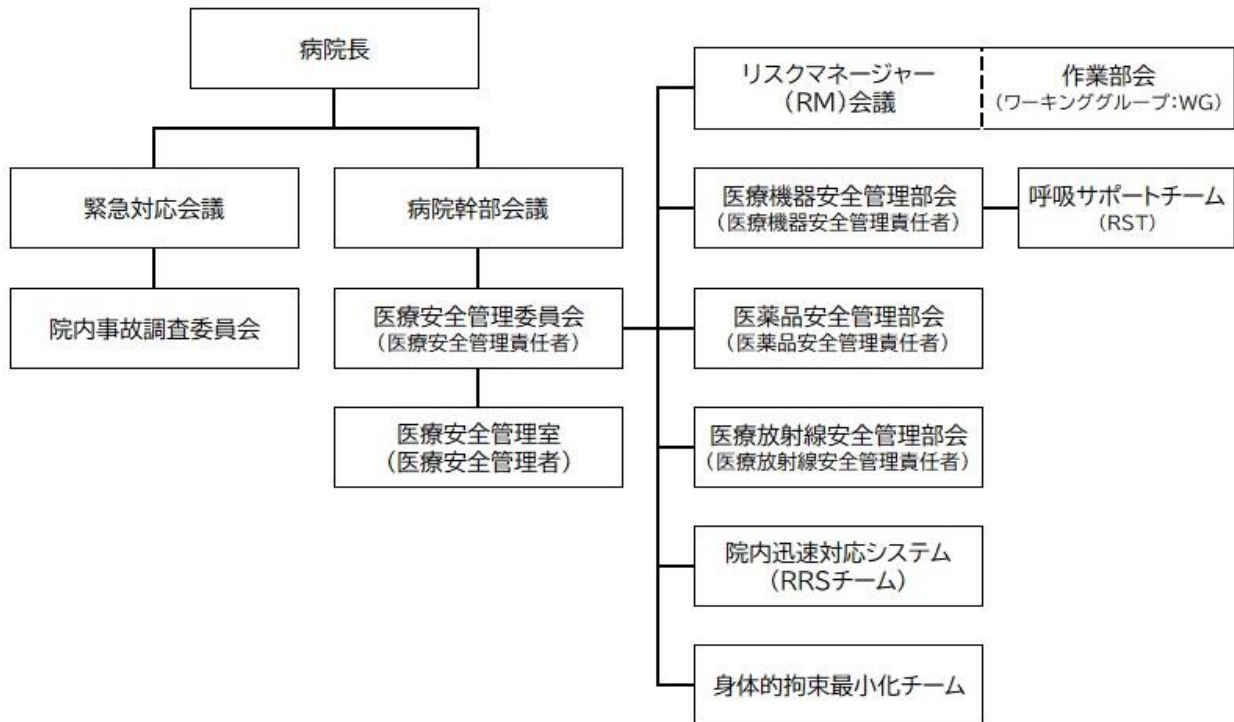 病院長
リスクマネージャー
(RM)会議
作業部会
(ワーキンググループ:WG)
緊急対応会議
病院幹部会議
医療機器安全管理部会
(医療機器安全管理責任者)
呼吸サポートチーム
(RST)
院内事故調査委員会
医療安全管理委員会
(医療安全管理責任者)
医薬品安全管理部会
(医薬品安全管理責任者)
医療安全管理室
(医療安全管理者)
医療放射線安全管理部会
(医療放射線安全管理責任者)
院内迅速対応システム
(RRSチーム)
身体的拘束最小化チーム